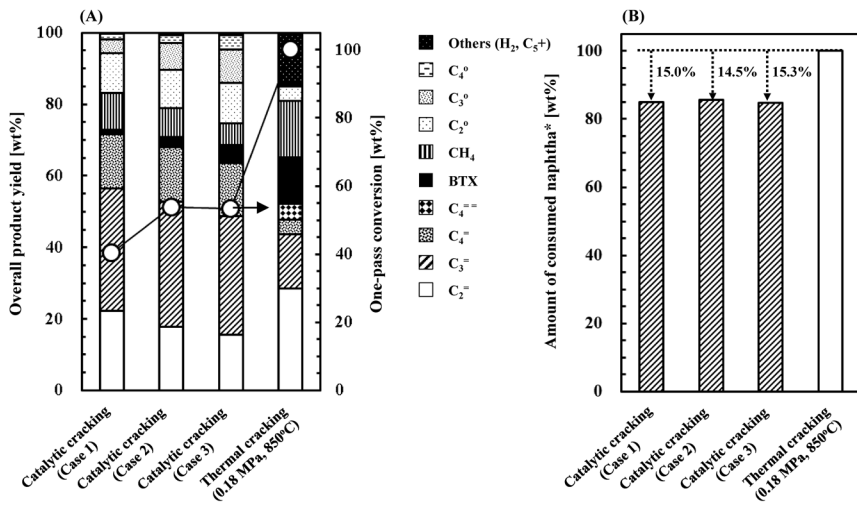 (A)
Overall product yield [wt%]
100
80
60
40
20
0
100
80
60
40
20
0
One-pass conversion [wt%]
Catalytic cracking
(Case 1)
Catalytic cracking
(Case 2)
Catalytic cracking
(Case 3)
Thermal cracking
(0.18 MPa, 850°C)
Others (H₂, C₅+)
C₄°
C₃°
C₂°
CH₄
BTX
C₄⁼ ⁼
C₄⁼
C₃⁼
C₂⁼
(B)
Amount of consumed naphtha* [wt%]
100
80
60
40
20
0
15.0%
14.5%
15.3%
Catalytic cracking
(Case 1)
Catalytic cracking
(Case 2)
Catalytic cracking
(Case 3)
Thermal cracking
(0.18 MPa, 850°C)